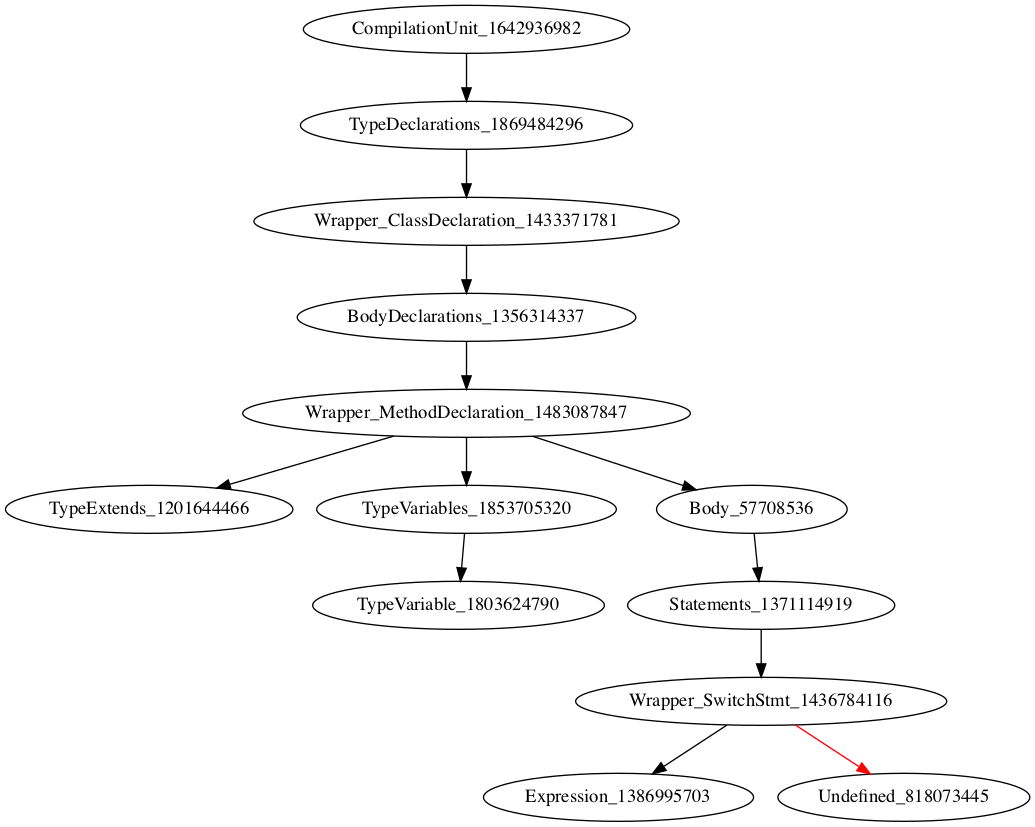 CompilationUnit_1642936982
TypeDeclarations_1869484296
Wrapper_ClassDeclaration_1433371781
BodyDeclarations_1356314337
Wrapper_MethodDeclaration_1483087847
TypeExtends_1201644466
TypeVariables_1853705320
Body_57708536
TypeVariable_1803624790
Statements_1371114919
Wrapper_SwitchStmt_1436784116
Expression_1386995703
Undefined_818073445